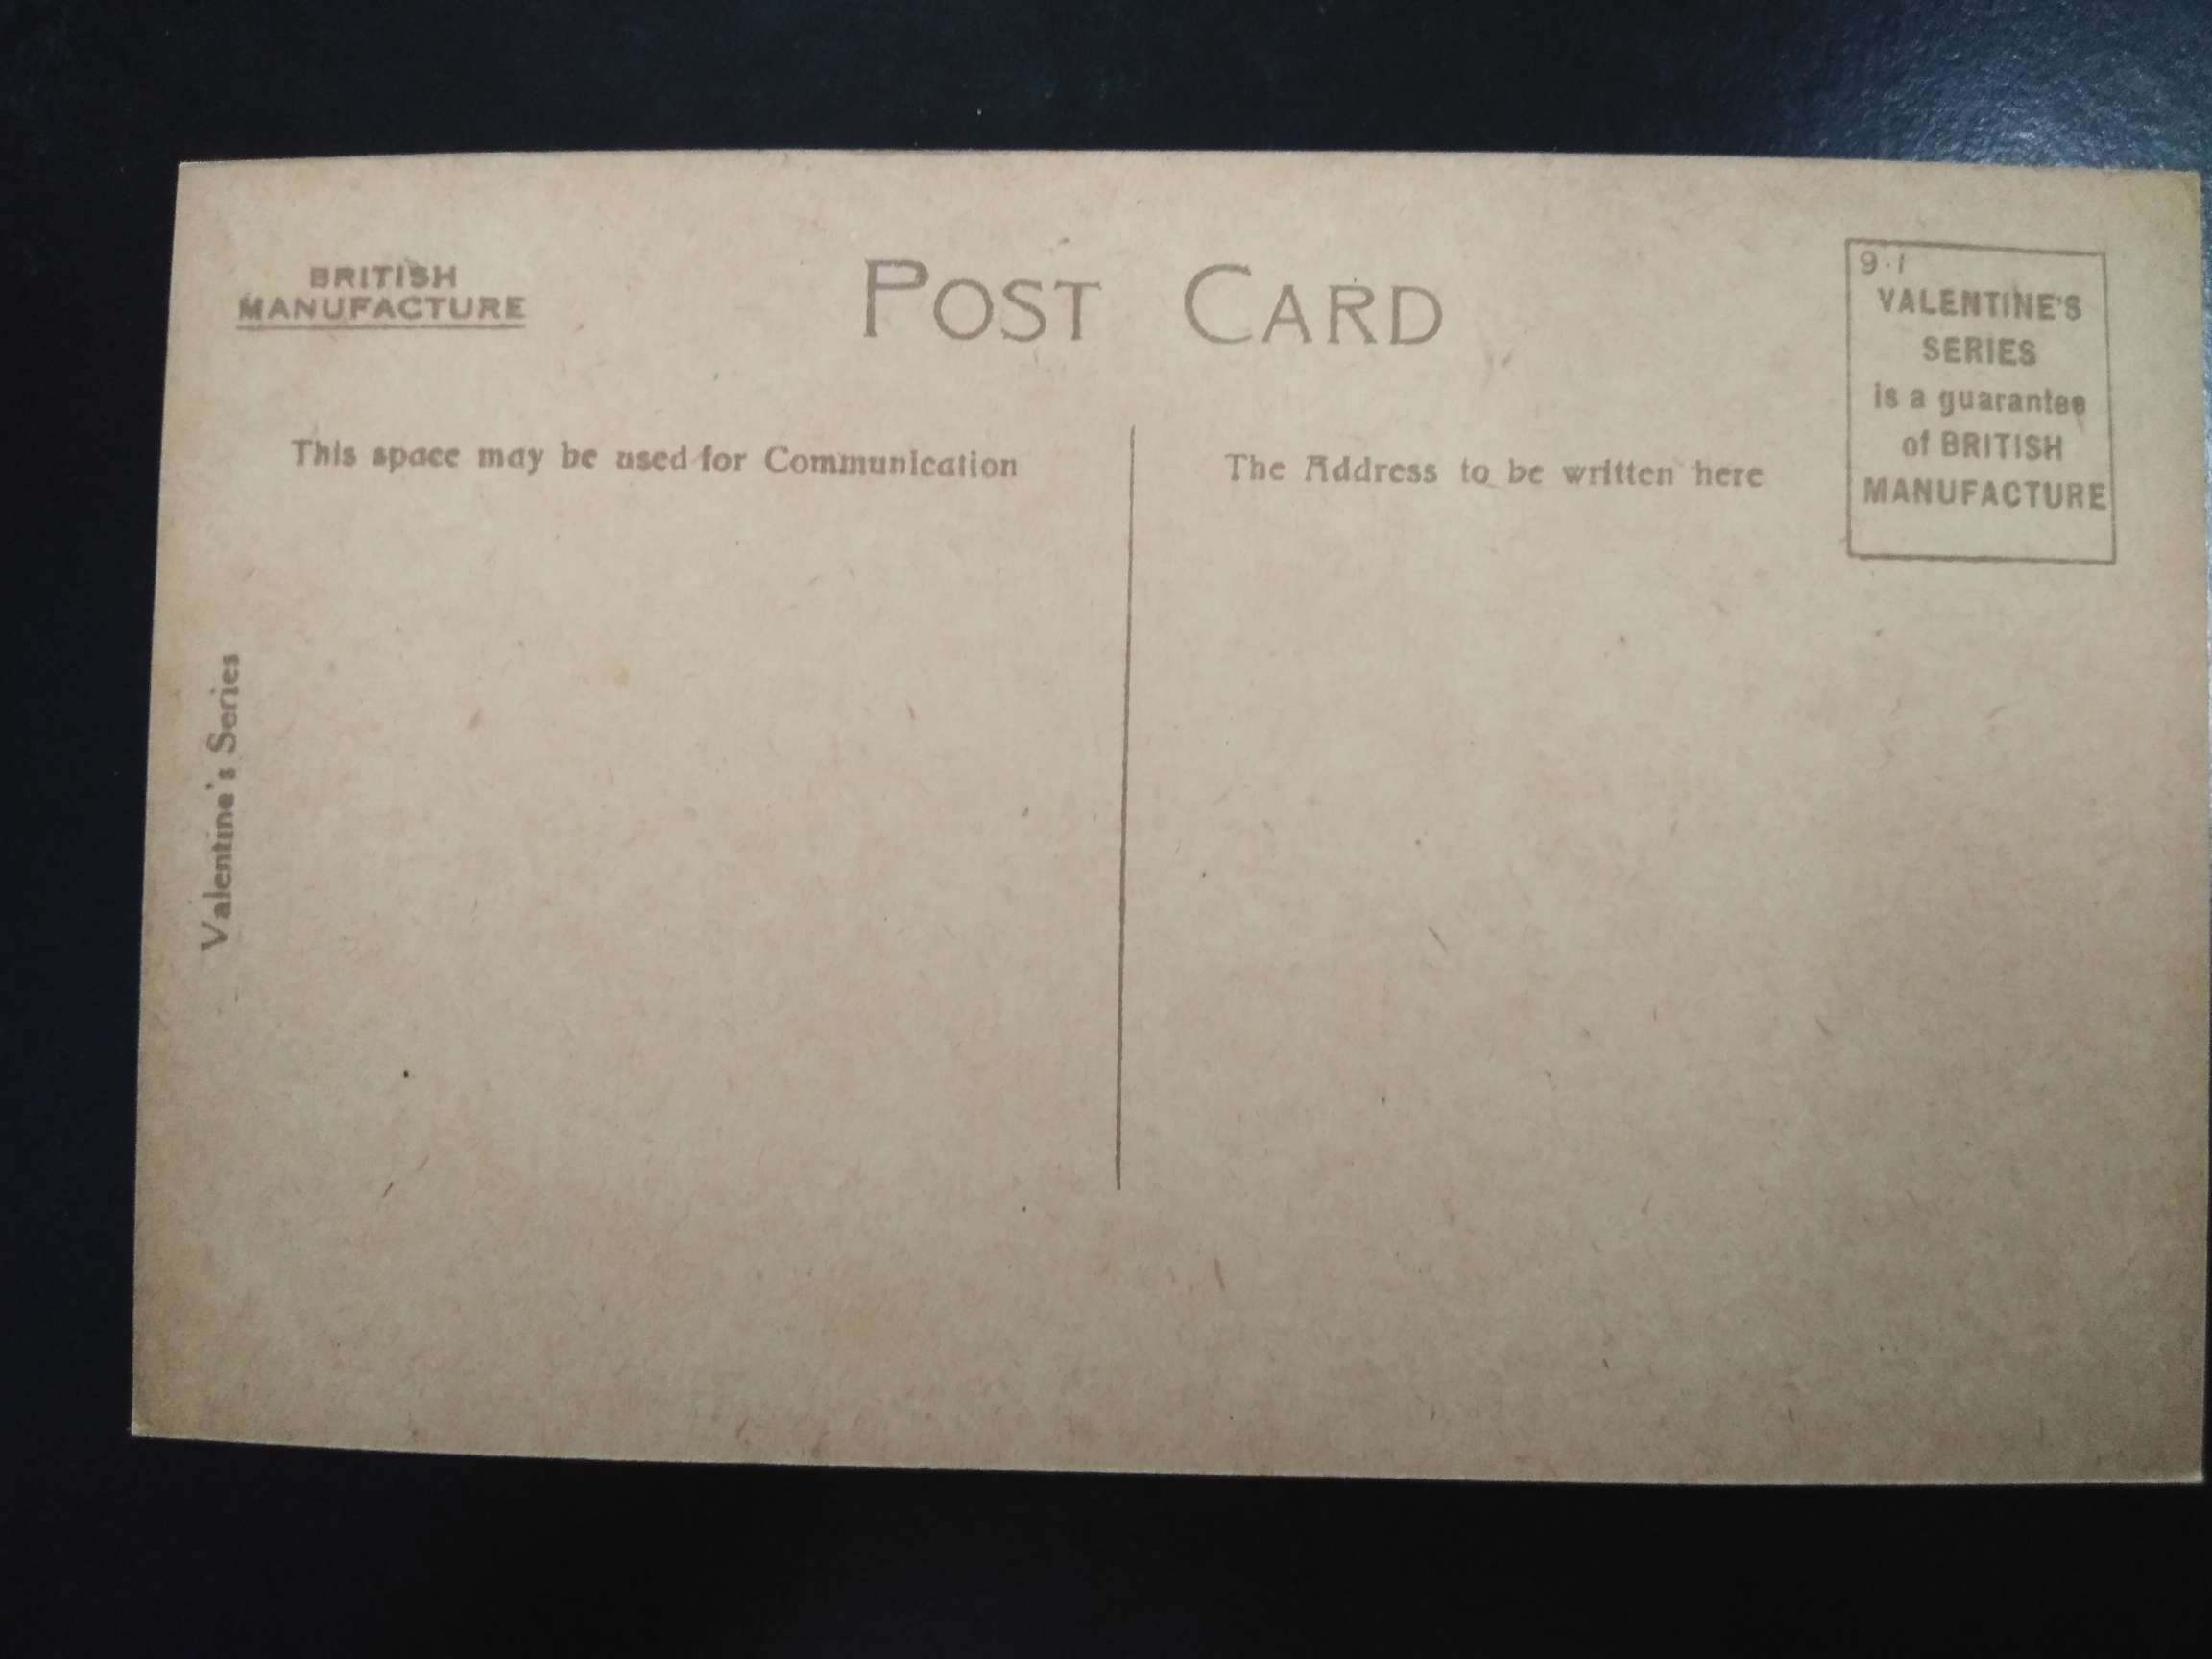 BRITISH
MANUFACTURE
POST CARD
9·1
VALENTINE'S
SERIES
is a guarantee
of BRITISH
MANUFACTURE
This space may be used for Communication
The Address to be written here
Valentine's Series